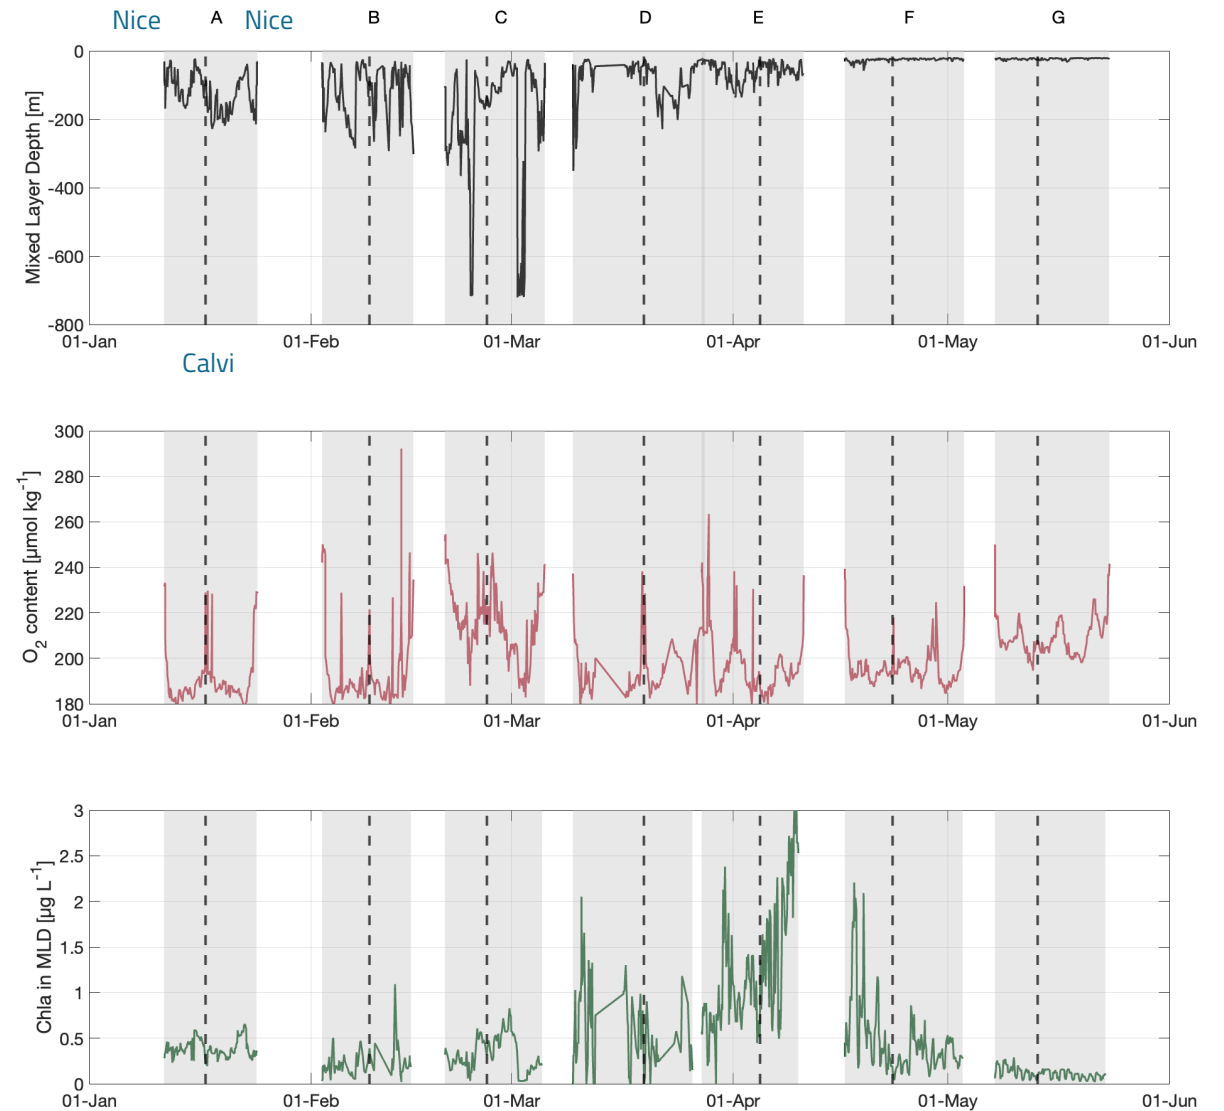 Nice A Nice B C D E F G
Mixed Layer Depth [m]
0
-200
-400
-600
-800
01-Jan 01-Feb 01-Mar 01-Apr 01-May 01-Jun
Calvi
O2 content [μmol kg-1]
300
280
260
240
220
200
180
01-Jan 01-Feb 01-Mar 01-Apr 01-May 01-Jun
Chla in MLD [μg L-1]
3
2.5
2
1.5
1
0.5
0
01-Jan 01-Feb 01-Mar 01-Apr 01-May 01-Jun